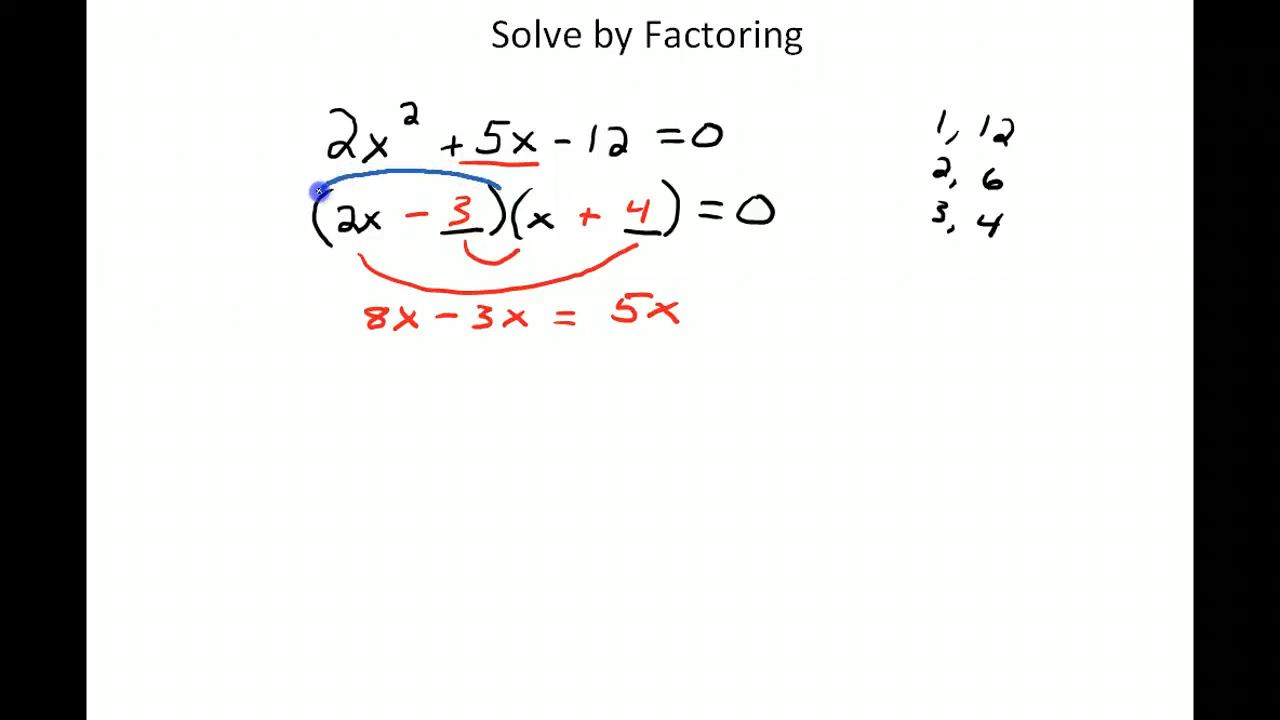 Solve by Factoring
2x² + 5x - 12 = 0
(2x - 3)(x + 4) = 0
8x - 3x = 5x
1, 12
2, 6
3, 4